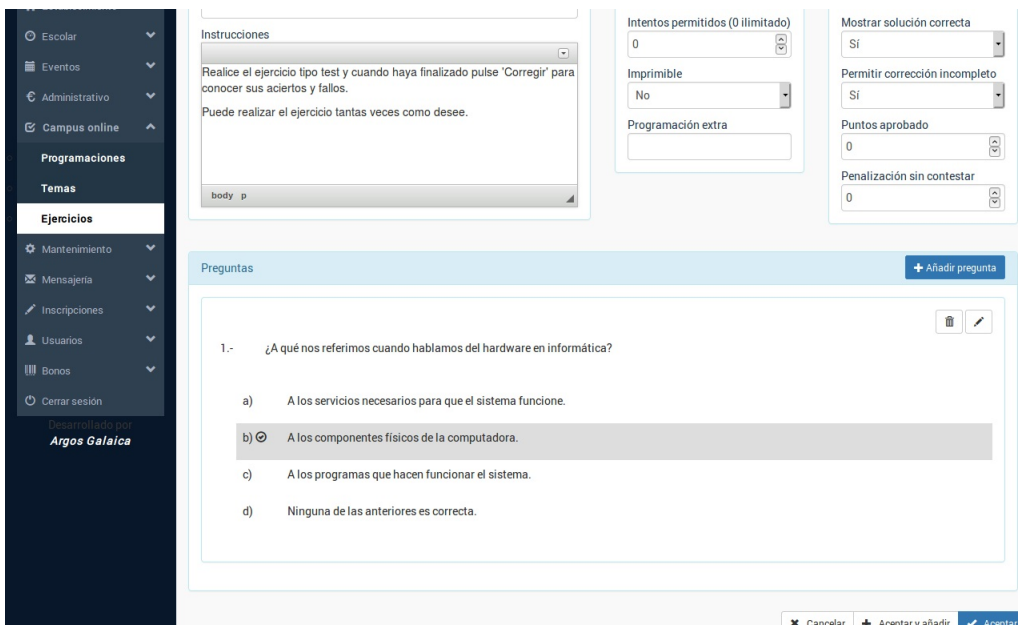 Escolar
Eventos
Administrativo
Campus online
Programaciones
Temas
Ejercicios
Mantenimiento
Mensajería
Inscripciones
Usuarios
Bonos
Cerrar sesión
Desarrollado por
Argos Galaica
Instrucciones
Realice el ejercicio tipo test y cuando haya finalizado pulse 'Corregir' para
conocer sus aciertos y fallos.
Puede realizar el ejercicio tantas veces como desee.
body p
Intentos permitidos (0 ilimitado)
0
Imprimible
No
Programación extra
Mostrar solución correcta
Sí
Permitir corrección incompleto
Sí
Puntos aprobado
0
Penalización sin contestar
0
Preguntas
Añadir pregunta
1.- ¿A qué nos referimos cuando hablamos del hardware en informática?
a) A los servicios necesarios para que el sistema funcione.
b) A los componentes físicos de la computadora.
c) A los programas que hacen funcionar el sistema.
d) Ninguna de las anteriores es correcta.
Cancelar
Aceptar y añadir
Aceptar